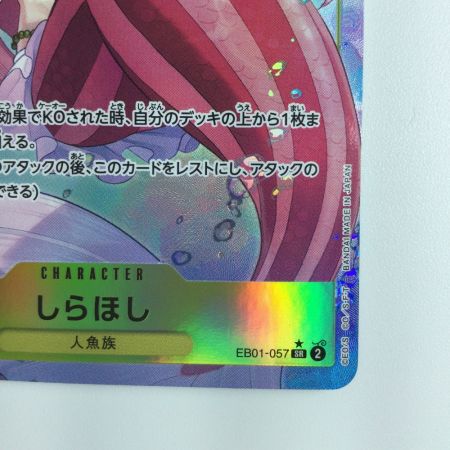 効果でKOされた時、自分のデッキの上から1枚ま
える。
のアタックの後、このカードをレストにし、アタックの
できる)
CHARACTER
しらほし
人魚族
EB01-057 SR 2
©E.O./S. ©O./S.F.T. BANDAI MADE IN JAPAN